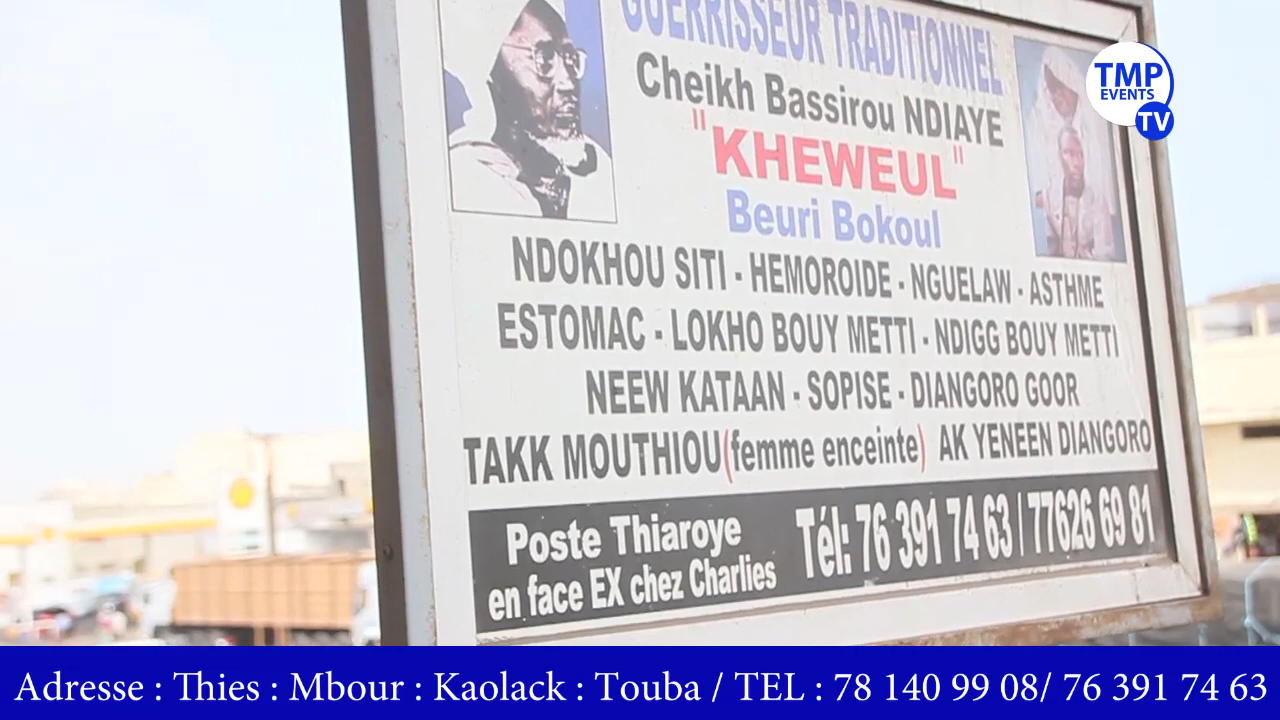 GUERRISSEUR TRADITIONNEL
Cheikh Bassirou NDIAYE
"KHEWEUL"
Beuri Bokoul
NDOKHOU SITI - HEMOROIDE - NGUELAW - ASTHME
ESTOMAC - LOKHO BOUY METTI - NDIGG BOUY METTI
NEEW KATAAN - SOPISE - DIANGORO GOOR
TAKK MOUTHIOU(femme enceinte) AK YENEEN DIANGORO
Poste Thiaroye
en face EX chez Charlies
Tél: 76 391 74 63 / 77626 69 81
TMP
EVENTS
TV
Adresse : Thies : Mbour : Kaolack : Touba / TEL : 78 140 99 08/ 76 391 74 63